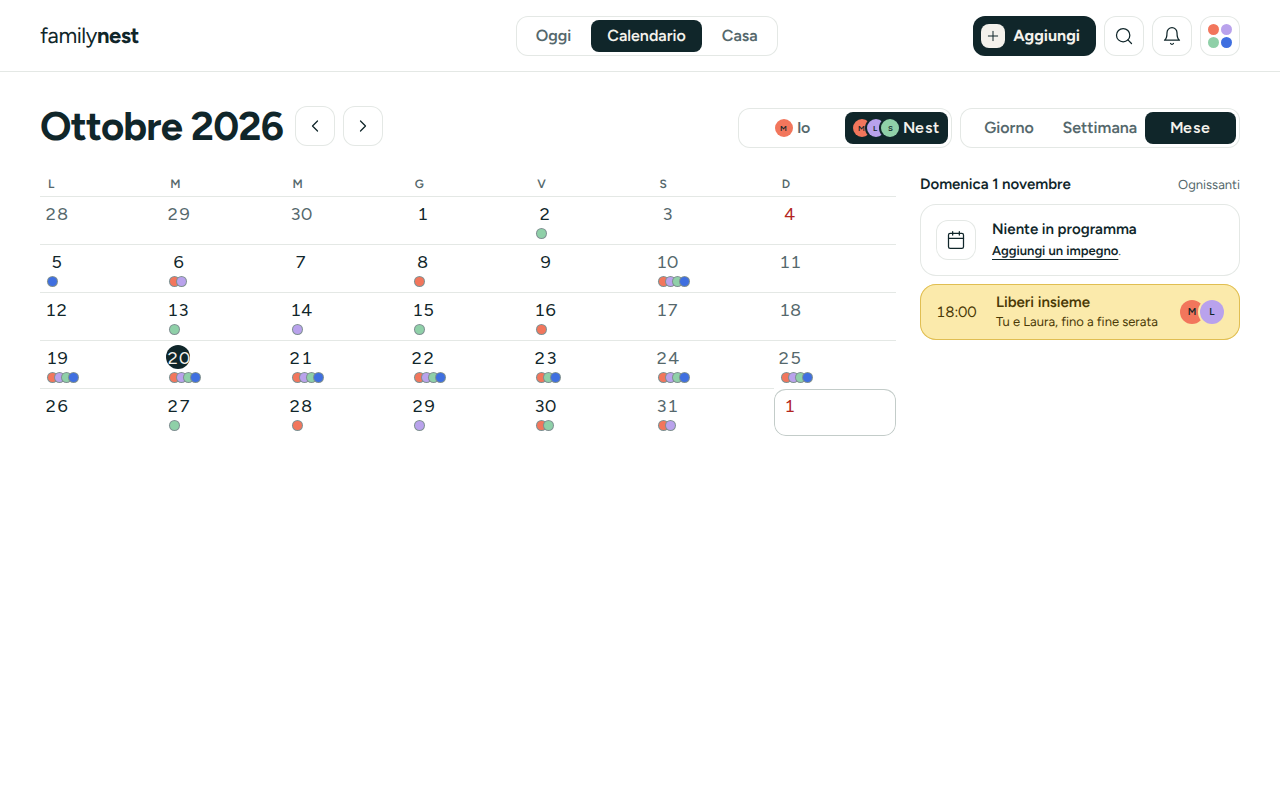 familynest
Oggi Calendario Casa
Aggiungi
Ottobre 2026
M Io
M L S Nest
Giorno Settimana Mese
L M M G V S D
28 29 30 1 2 3 4
5 6 7 8 9 10 11
12 13 14 15 16 17 18
19 20 21 22 23 24 25
26 27 28 29 30 31 1
Domenica 1 novembre Ognissanti
Niente in programma
Aggiungi un impegno.
18:00 Liberi insieme M L
Tu e Laura, fino a fine serata